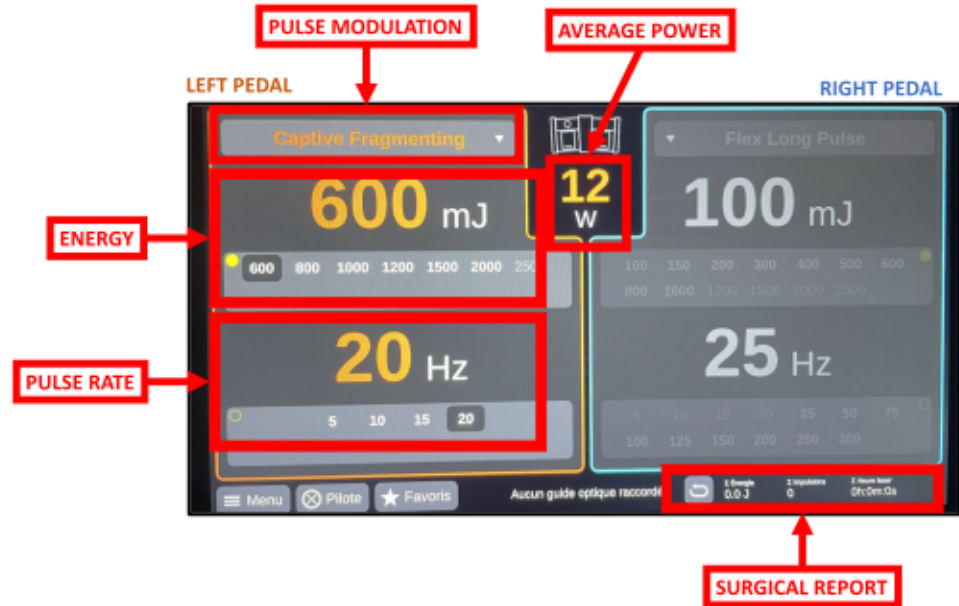 PULSE MODULATION
AVERAGE POWER
LEFT PEDAL
RIGHT PEDAL
Captive Fragmenting
Flex Long Pulse
12
W
600 mJ
100 mJ
ENERGY
600 800 1000 1200 1500 2000 250
100 150 200 300 400 500 600
800 1000 1200 1500 2000 2500
20 Hz
25 Hz
PULSE RATE
5 10 15 20
5 10 15 20 25 50 75
100 125 150 200 250 300
Menu
Pilote
Favoris
Aucun guide optique raccordé
Σ Énergie
0.0 J
Σ Impulsions
0
Σ Heure laser
0h:0m:0s
SURGICAL REPORT